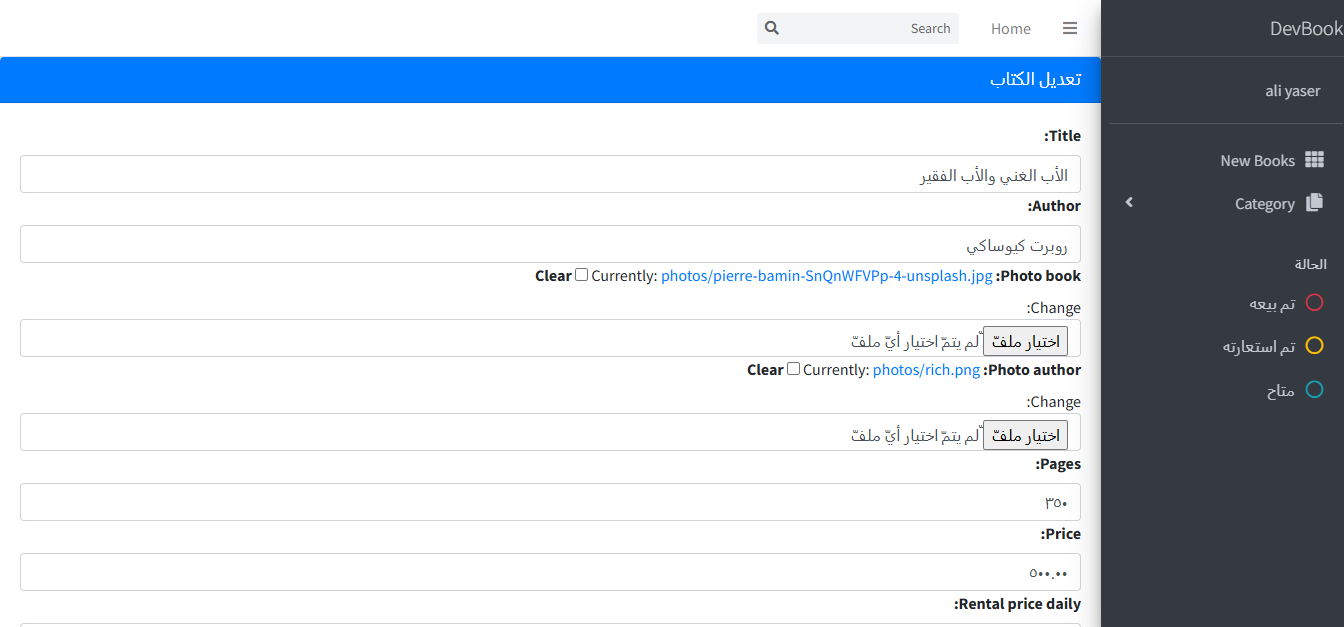 DevBook
Home
Search
ali yaser
New Books
Category
الحالة
تم بيعه
تم استعارته
متاح
تعديل الكتاب
Title:
الأب الغني والأب الفقير
Author:
روبرت كيوساكي
Photo book: Currently: photos/pierre-bamin-SnQnWFVPp-4-unsplash.jpg Clear
Change:
اختيار ملفّ لم يتمّ اختيار أيّ ملفّ
Photo author: Currently: photos/rich.png Clear
Change:
اختيار ملفّ لم يتمّ اختيار أيّ ملفّ
Pages:
٣٥٠
Price:
٥٠٠.٠٠
Rental price daily: